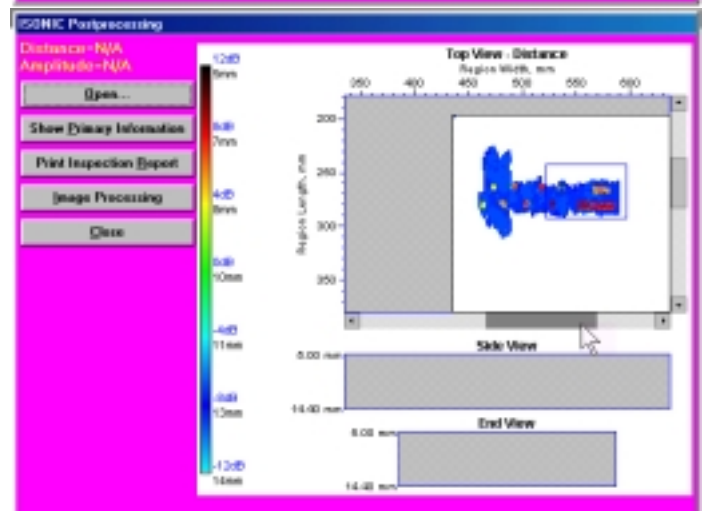 ISONIC Postprocessing
Distance=N/A
Amplitude=N/A
Open...
Show Primary Information
Print Inspection Report
Image Processing
Close
12dB
5mm
8dB
7mm
4dB
8mm
0dB
10mm
-4dB
11mm
-8dB
13mm
-12dB
14mm
Top View - Distance
Region Width, mm
350 400 450 500 550 600
Region Length, mm
200
250
300
350
Side View
5.00 mm
14.40 mm
End View
5.00 mm
14.40 mm